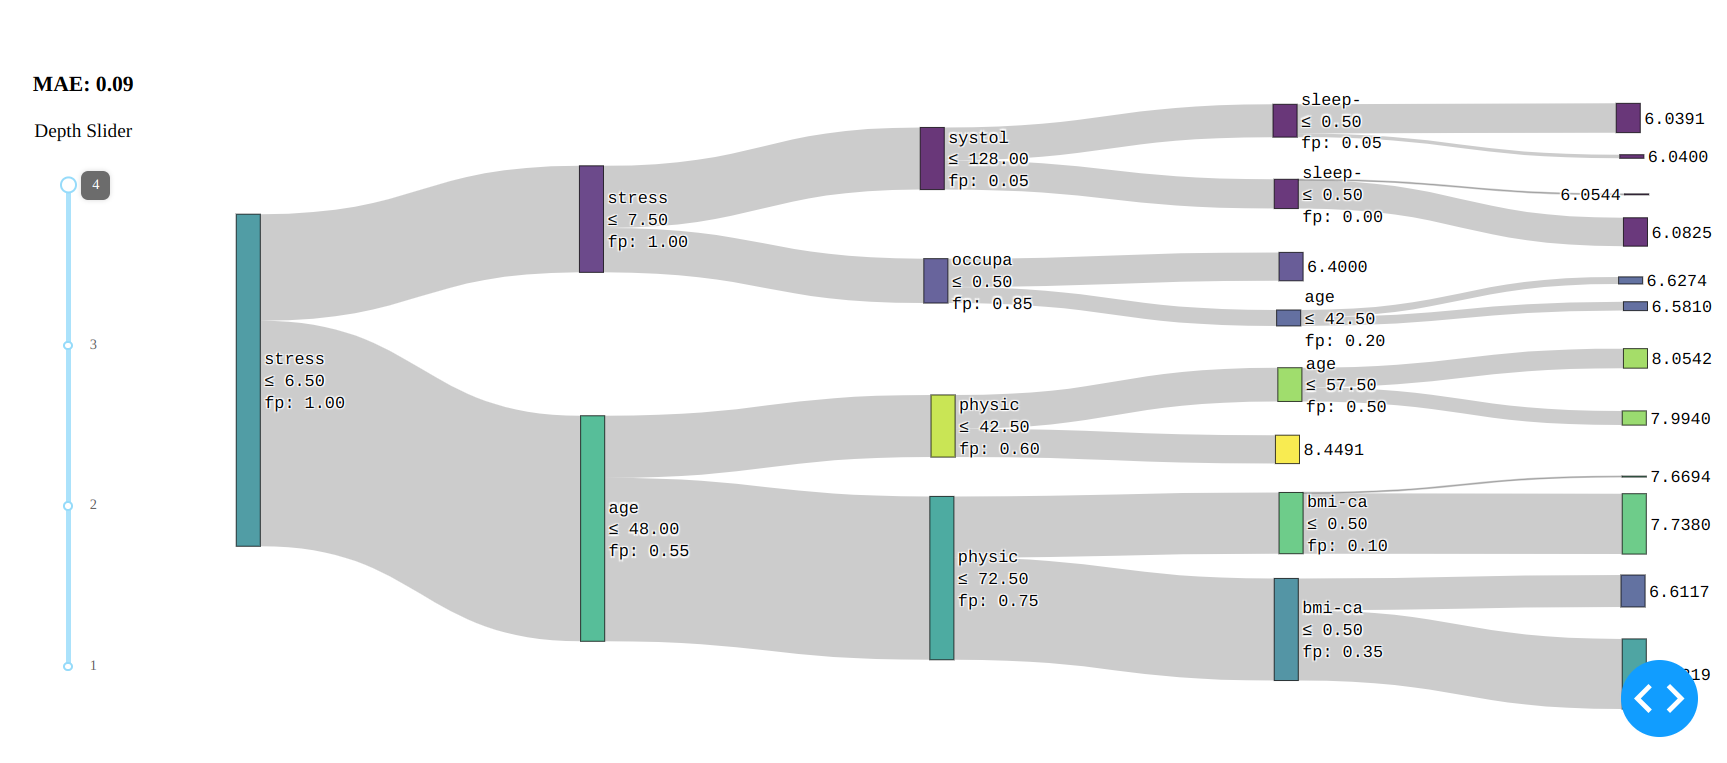 MAE: 0.09
Depth Slider
4
3
2
1
stress
≤ 6.50
fp: 1.00
stress
≤ 7.50
fp: 1.00
age
≤ 48.00
fp: 0.55
systol
≤ 128.00
fp: 0.05
occupa
≤ 0.50
fp: 0.85
physic
≤ 42.50
fp: 0.60
physic
≤ 72.50
fp: 0.75
sleep-
≤ 0.50
fp: 0.05
sleep-
≤ 0.50
fp: 0.00
6.4000
age
≤ 42.50
fp: 0.20
age
≤ 57.50
fp: 0.50
8.4491
bmi-ca
≤ 0.50
fp: 0.10
bmi-ca
≤ 0.50
fp: 0.35
6.0391
6.0400
6.0544
6.0825
6.6274
6.5810
8.0542
7.9940
7.6694
7.7380
6.6117